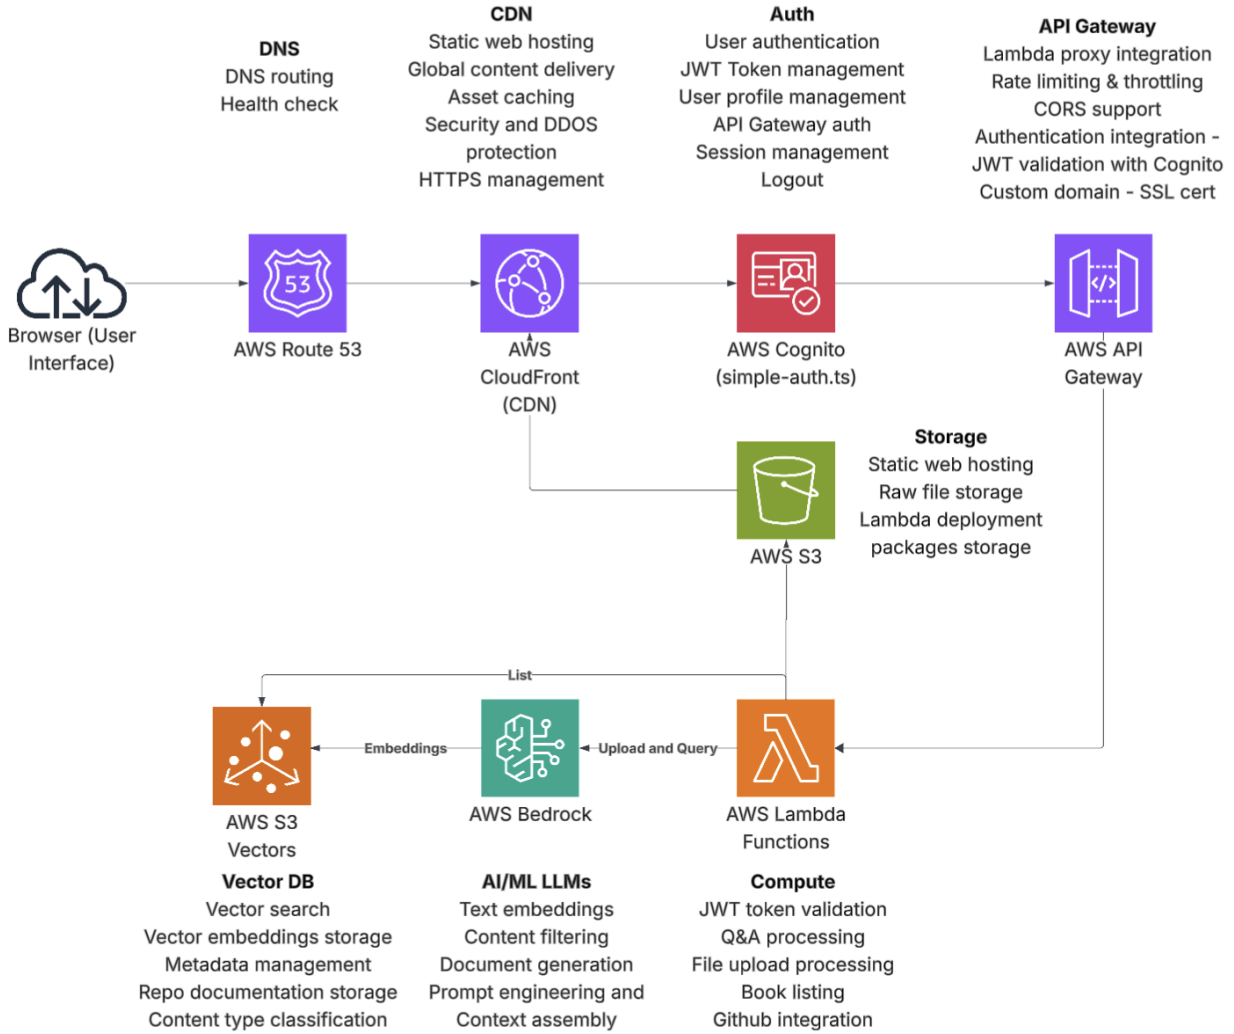 DNS
DNS routing
Health check
CDN
Static web hosting
Global content delivery
Asset caching
Security and DDOS
protection
HTTPS management
Auth
User authentication
JWT Token management
User profile management
API Gateway auth
Session management
Logout
API Gateway
Lambda proxy integration
Rate limiting & throttling
CORS support
Authentication integration -
JWT validation with Cognito
Custom domain - SSL cert
Browser (User
Interface)
53
AWS Route 53
AWS
CloudFront
(CDN)
AWS Cognito
(simple-auth.ts)
</>
AWS API
Gateway
Storage
Static web hosting
Raw file storage
Lambda deployment
packages storage
AWS S3
List
Embeddings
Upload and Query
AWS S3
Vectors
AWS Bedrock
AWS Lambda
Functions
Vector DB
Vector search
Vector embeddings storage
Metadata management
Repo documentation storage
Content type classification
AI/ML LLMs
Text embeddings
Content filtering
Document generation
Prompt engineering and
Context assembly
Compute
JWT token validation
Q&A processing
File upload processing
Book listing
Github integration